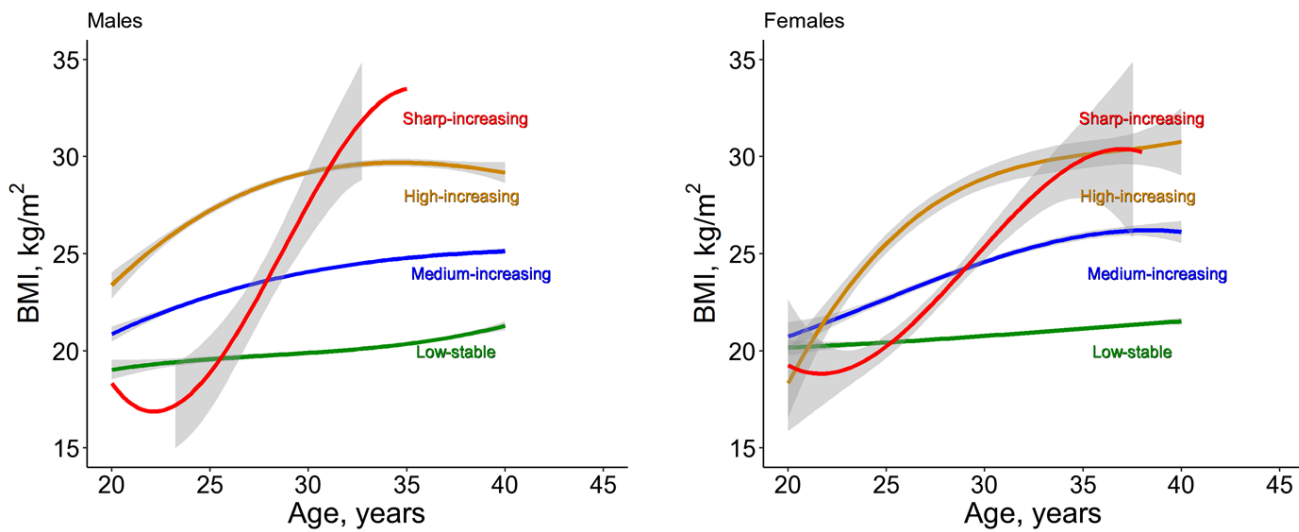 Males
35
30
25
20
15
BMI, kg/m²
Sharp-increasing
High-increasing
Medium-increasing
Low-stable
20 25 30 35 40 45
Age, years
Females
35
30
25
20
15
BMI, kg/m²
Sharp-increasing
High-increasing
Medium-increasing
Low-stable
20 25 30 35 40 45
Age, years